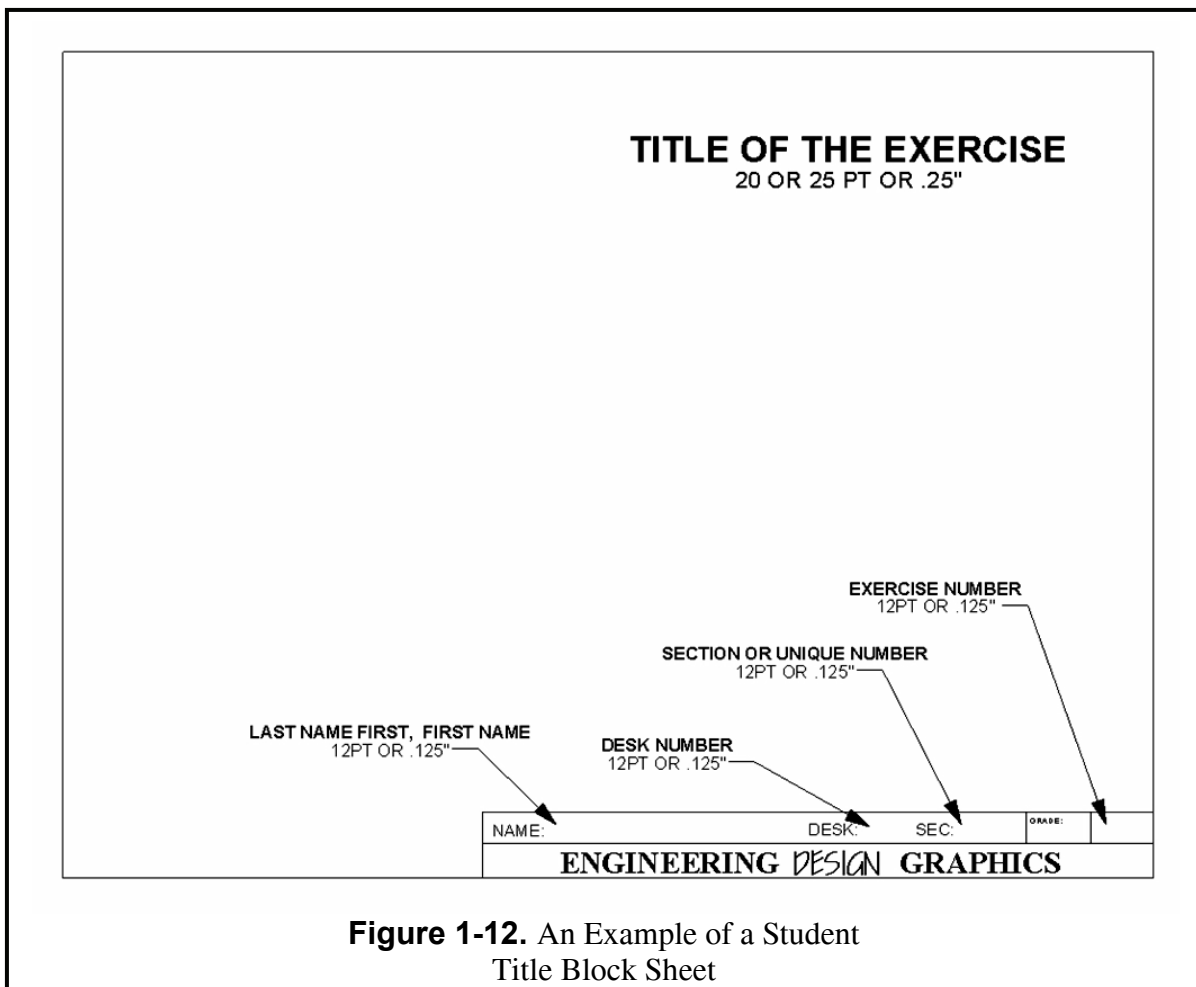 TITLE OF THE EXERCISE
20 OR 25 PT OR .25"
EXERCISE NUMBER
12PT OR .125"
SECTION OR UNIQUE NUMBER
12PT OR .125"
LAST NAME FIRST, FIRST NAME
12PT OR .125"
DESK NUMBER
12PT OR .125"
NAME: DESK: SEC: GRADE:
ENGINEERING DESIGN GRAPHICS
Figure 1-12. An Example of a Student
Title Block Sheet